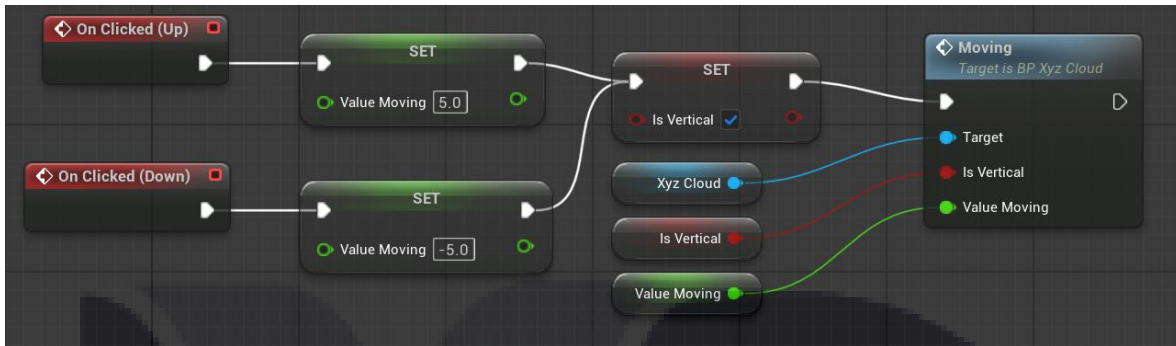 On Clicked (Up)
SET
Value Moving 5.0
SET
Is Vertical
Moving
Target is BP Xyz Cloud
Target
Is Vertical
Value Moving
On Clicked (Down)
SET
Value Moving -5.0
Xyz Cloud
Is Vertical
Value Moving